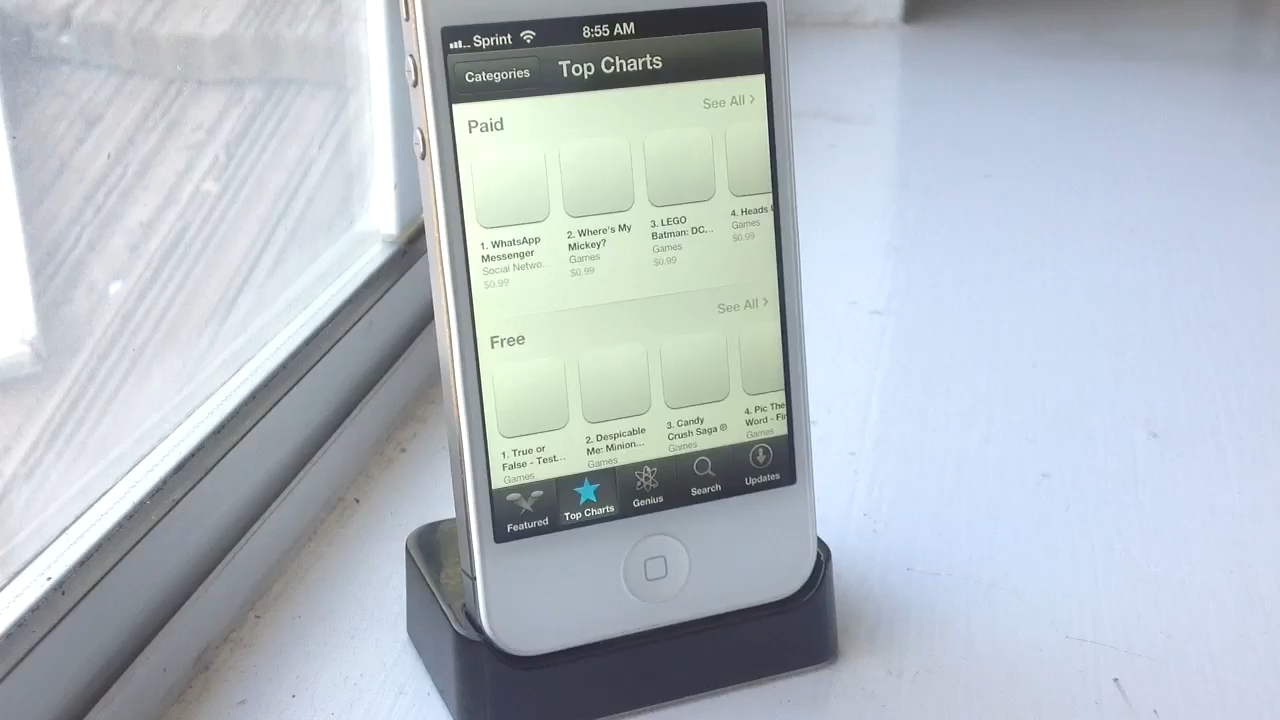 Sprint 8:55 AM
Categories Top Charts
See All >
Paid
1. WhatsApp
Messenger
Social Netwo...
$0.99
2. Where's My
Mickey?
Games
$0.99
3. LEGO
Batman: DC...
Games
$0.99
4. Heads
Games
$0.99
See All >
Free
1. True or
False - Test...
Games
2. Despicable
Me: Minion...
Games
3. Candy
Crush Saga ®
Games
4. Pic The
Word - Fi
Games
Featured Top Charts Genius Search Updates